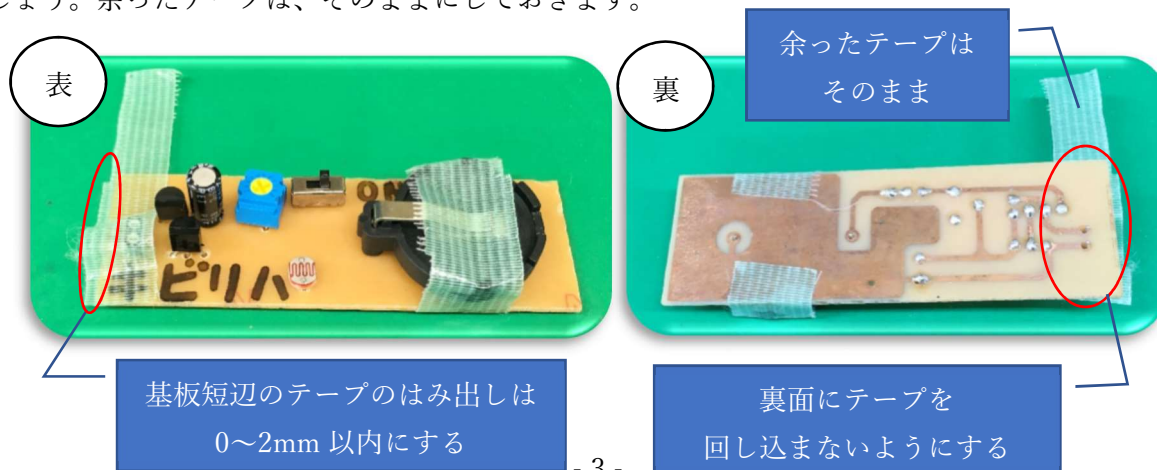 しょう。余ったテープは、そのままにしておきます。
表
裏
余ったテープは
そのまま
ON
ビリハ
基板短辺のテープのはみ出しは
0～2mm 以内にする
裏面にテープを
回し込まないようにする
- 3 -